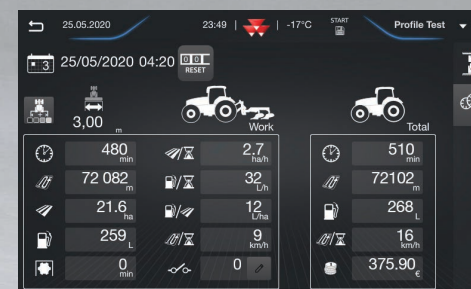 25.05.2020 23:49 | | -17°C START Profile Test
3 25/05/2020 04:20 00 RESET
3,00 m
Work Total
480 min 2.7 ha/h 510 min
72 082 m 32 L/h 72102 m
21.6 ha 12 L/ha 268 L
259 L 9 km/h 16 km/h
0 min 0 375.90 €